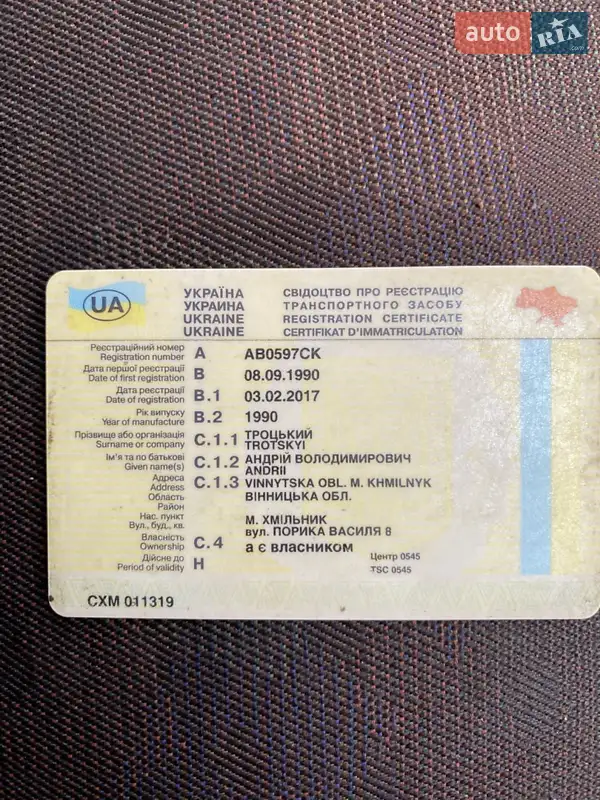 auto RIA .com
UA
УКРАЇНА СВІДОЦТВО ПРО РЕЄСТРАЦІЮ
УКРАИНА ТРАНСПОРТНОГО ЗАСОБУ
UKRAINE REGISTRATION CERTIFICATE
UKRAINE CERTIFIKAT D'IMMATRICULATION
Реєстраційний номер
Registration number A AB0597CK
Дата першої реєстрації
Date of first registration B 08.09.1990
Дата реєстрації
Date of registration B.1 03.02.2017
Рік випуску
Year of manufacture B.2 1990
Прізвище або організація
Surname or company C.1.1 ТРОЦЬКИЙ
TROTSKYI
Ім'я та по батькові
Given name(s) C.1.2 АНДРІЙ ВОЛОДИМИРОВИЧ
ANDRII
Адреса
Address C.1.3 VINNYTSKA OBL. M. KHMILNYK
Область ВІННИЦЬКА ОБЛ.
Район
Нас. пункт М. ХМІЛЬНИК
Вул., буд., кв. вул. ПОРИКА ВАСИЛЯ 8
Власність
Ownership C.4 а є власником
Дійсне до Центр 0545
Period of validity H TSC 0545
CXM 011319